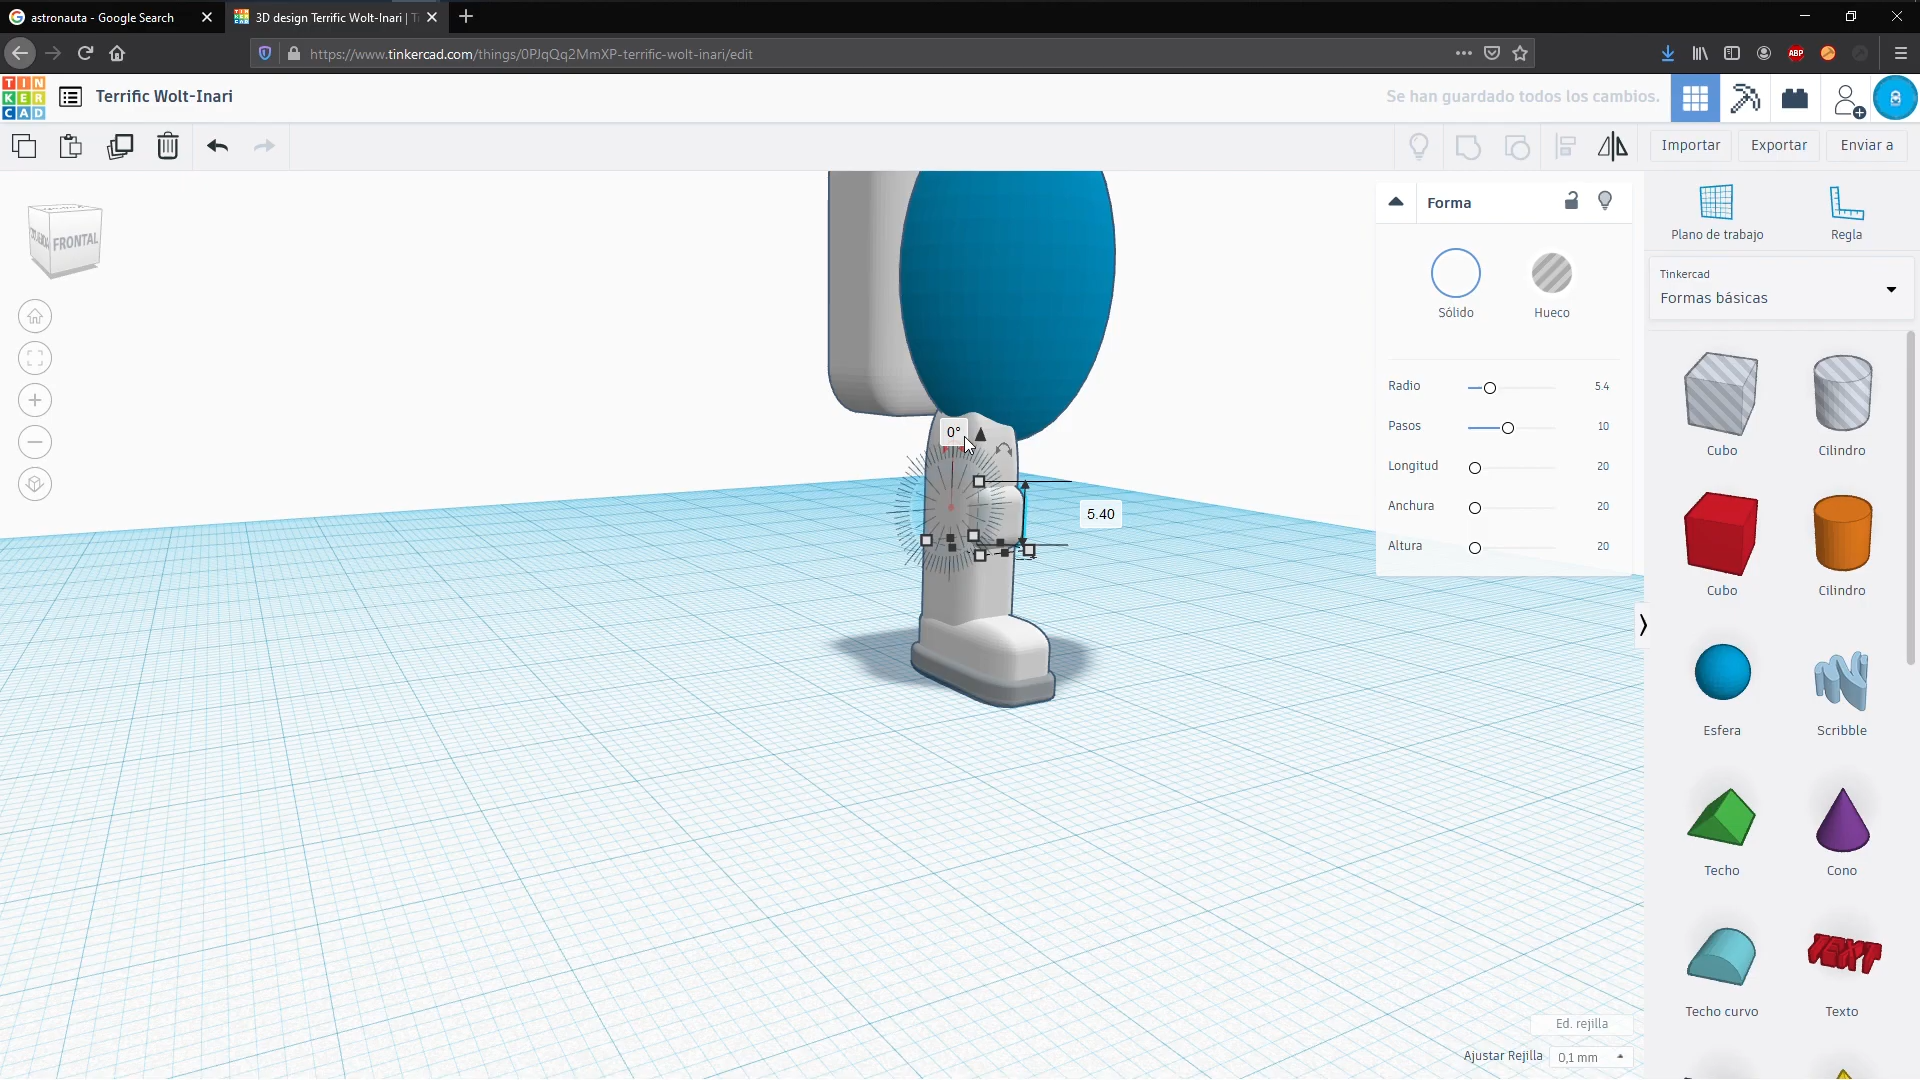 astronauta - Google Search
3D design Terrific Wolt-Inari | Ti
https://www.tinkercad.com/things/0PJqQq2MmXP-terrific-wolt-inari/edit
ABP
TIN
KER
CAD
Terrific Wolt-Inari
Se han guardado todos los cambios.
Importar
Exportar
Enviar a
FRONTAL
Forma
Sólido
Hueco
Radio
5.4
Pasos
10
Longitud
20
Anchura
20
Altura
20
0°
5.40
Plano de trabajo
Regla
Tinkercad
Formas básicas
Cubo
Cilindro
Cubo
Cilindro
Esfera
Scribble
Techo
Cono
TEXT
Techo curvo
Texto
Ed. rejilla
Ajustar Rejilla
0,1 mm